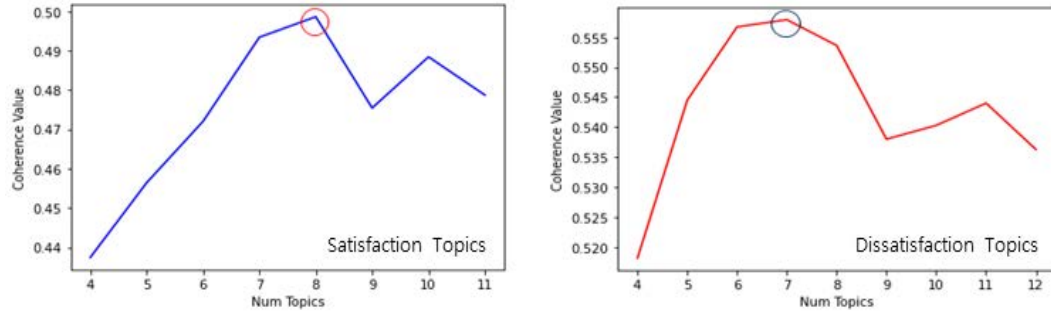 0.50
0.49
0.48
0.47
0.46
0.45
0.44
Coherence Value
4 5 6 7 8 9 10 11
Num Topics
Satisfaction Topics
0.555
0.550
0.545
0.540
0.535
0.530
0.525
0.520
Coherence Value
4 5 6 7 8 9 10 11 12
Num Topics
Dissatisfaction Topics